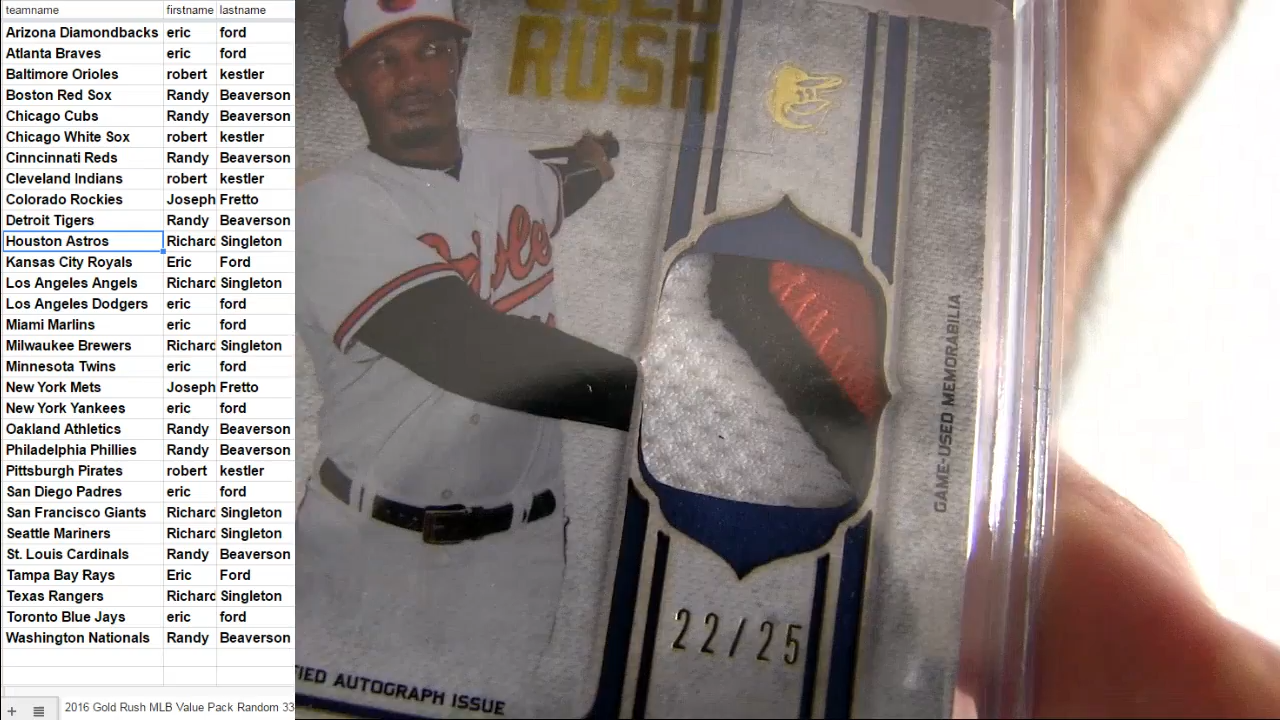 teamname firstname lastname
Arizona Diamondbacks eric ford
Atlanta Braves eric ford
Baltimore Orioles robert kestler
Boston Red Sox Randy Beaverson
Chicago Cubs Randy Beaverson
Chicago White Sox robert kestler
Cinncinnati Reds Randy Beaverson
Cleveland Indians robert kestler
Colorado Rockies Joseph Fretto
Detroit Tigers Randy Beaverson
Houston Astros Richard Singleton
Kansas City Royals Eric Ford
Los Angeles Angels Richard Singleton
Los Angeles Dodgers eric ford
Miami Marlins eric ford
Milwaukee Brewers Richard Singleton
Minnesota Twins eric ford
New York Mets Joseph Fretto
New York Yankees eric ford
Oakland Athletics Randy Beaverson
Philadelphia Phillies Randy Beaverson
Pittsburgh Pirates robert kestler
San Diego Padres eric ford
San Francisco Giants Richard Singleton
Seattle Mariners Richard Singleton
St. Louis Cardinals Randy Beaverson
Tampa Bay Rays Eric Ford
Texas Rangers Richard Singleton
Toronto Blue Jays eric ford
Washington Nationals Randy Beaverson
2016 Gold Rush MLB Value Pack Random 33
GOLD
RUSH
GAME-USED MEMORABILIA
22/25
AUTOGRAPH ISSUE